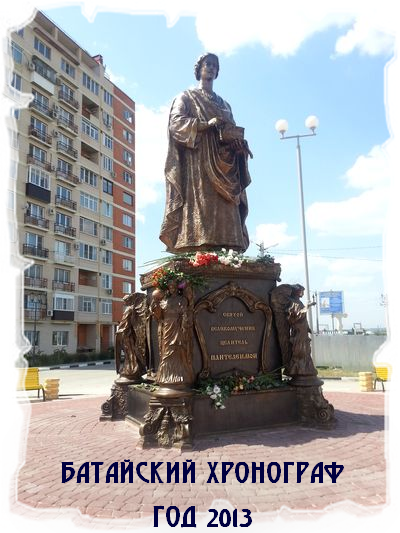 СВЯТОЙ
ВЕЛИКОМУЧЕНИК
ЦЕЛИТЕЛЬ
ПАНТЕЛЕИМОН
БАТАЙСКИЙ ХРОНОГРАФ
ГОД 2013